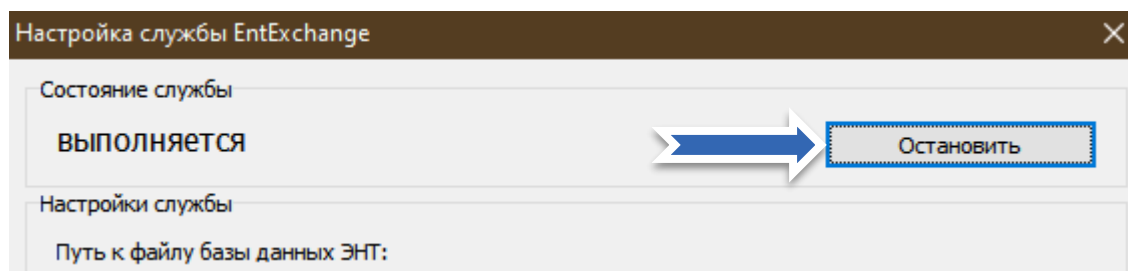 Настройка службы EntExchange
Состояние службы
выполняется
Остановить
Настройки службы
Путь к файлу базы данных ЭНТ: